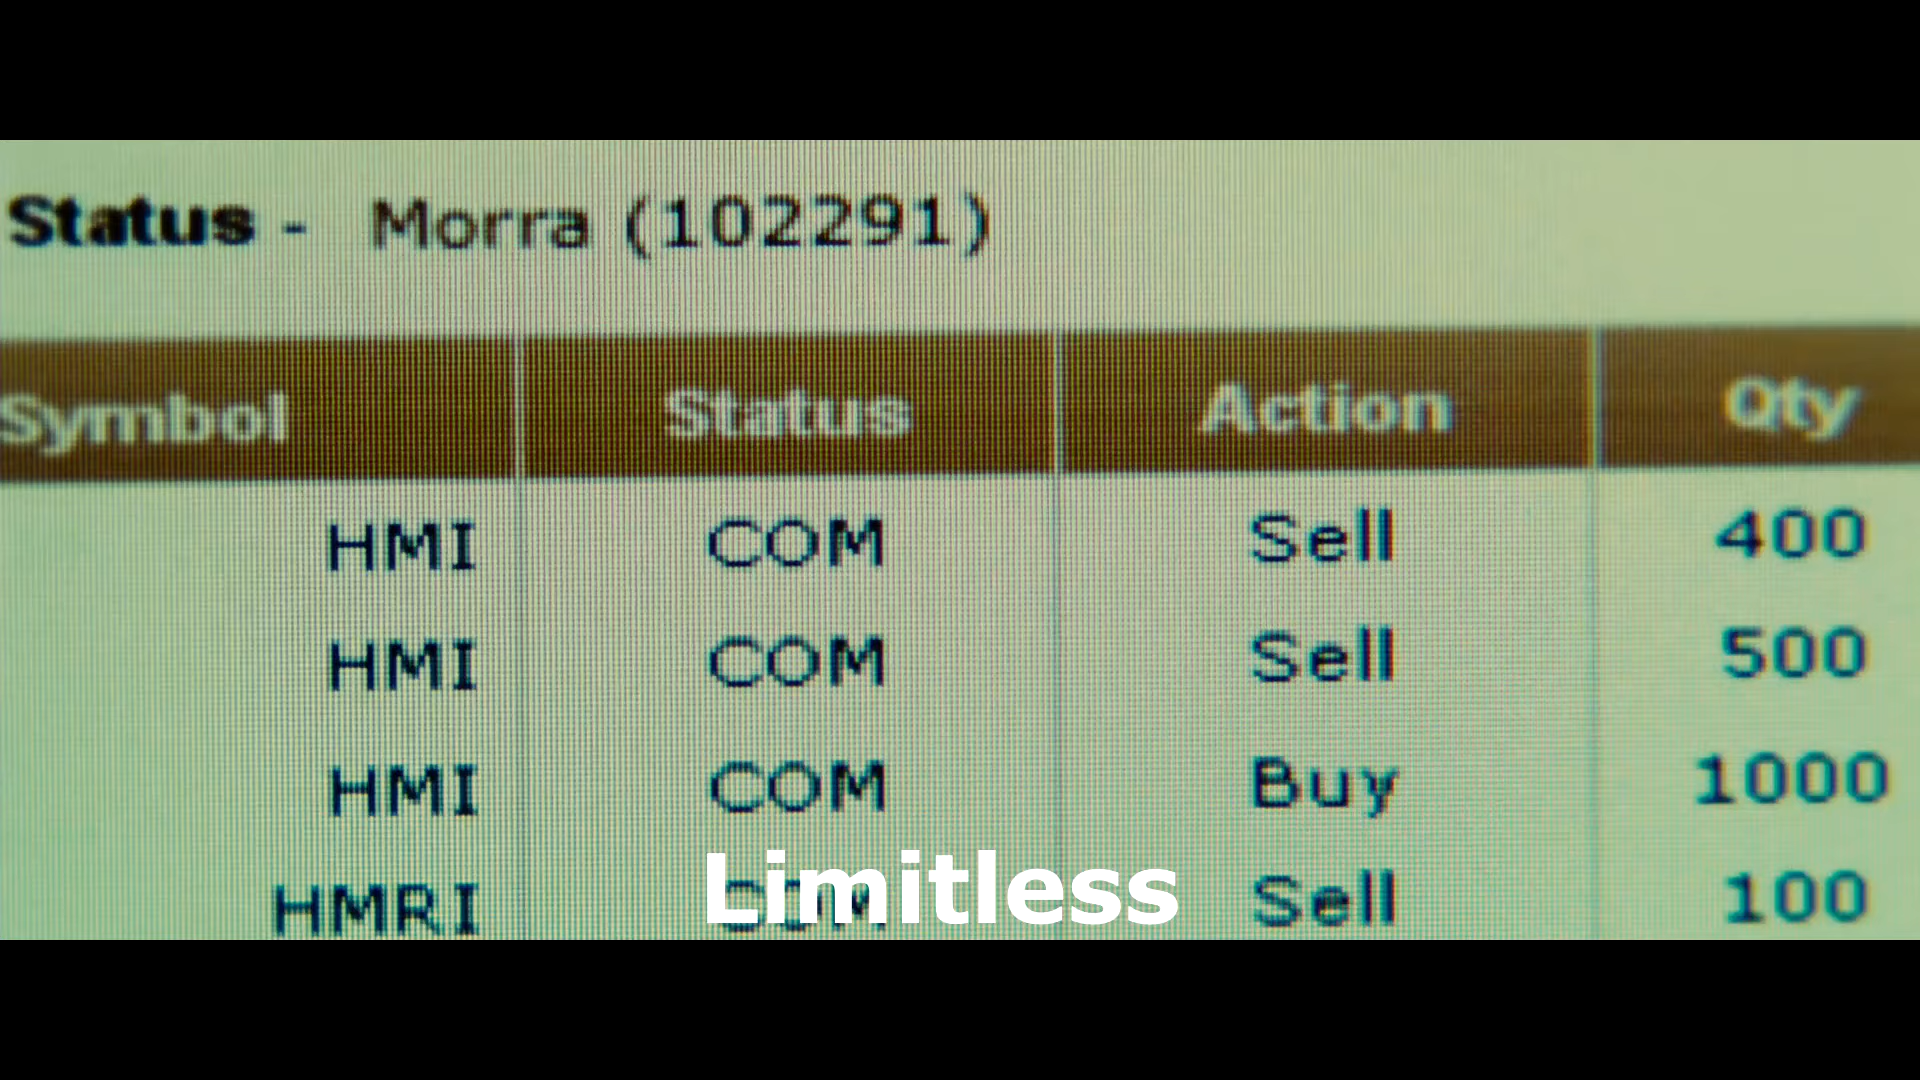 Status - Morra (102291)
Symbol Status Action Qty
HMI COM Sell 400
HMI COM Sell 500
HMI COM Buy 1000
HMRI COM Sell 100
Limitless